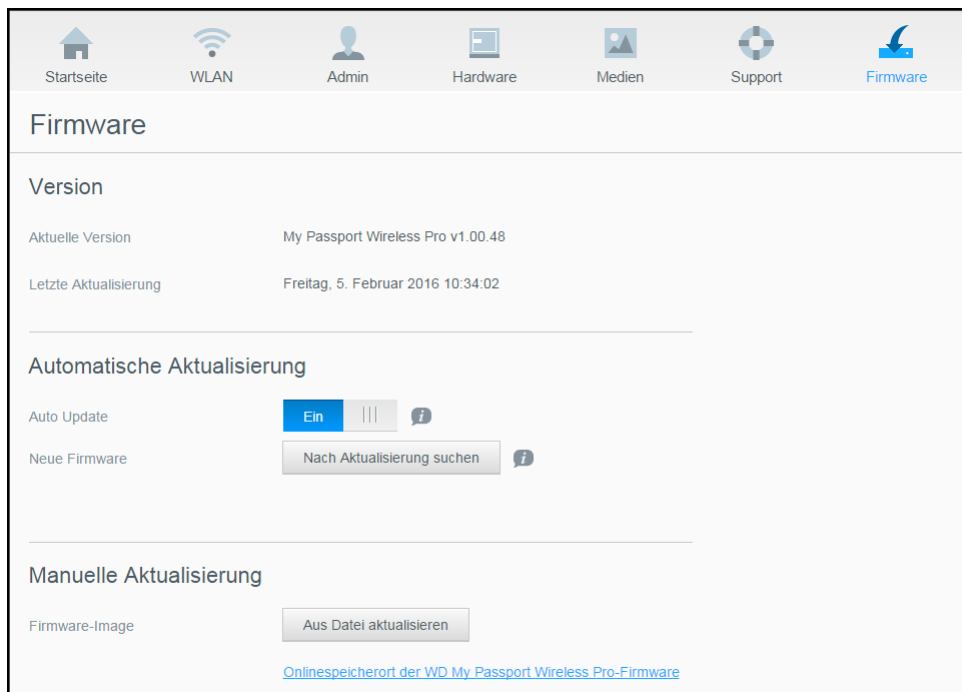 Startseite WLAN Admin Hardware Medien Support Firmware
Firmware
Version
Aktuelle Version My Passport Wireless Pro v1.00.48
Letzte Aktualisierung Freitag, 5. Februar 2016 10:34:02
Automatische Aktualisierung
Auto Update Ein
Neue Firmware Nach Aktualisierung suchen
Manuelle Aktualisierung
Firmware-Image Aus Datei aktualisieren
Onlinespeicherort der WD My Passport Wireless Pro-Firmware